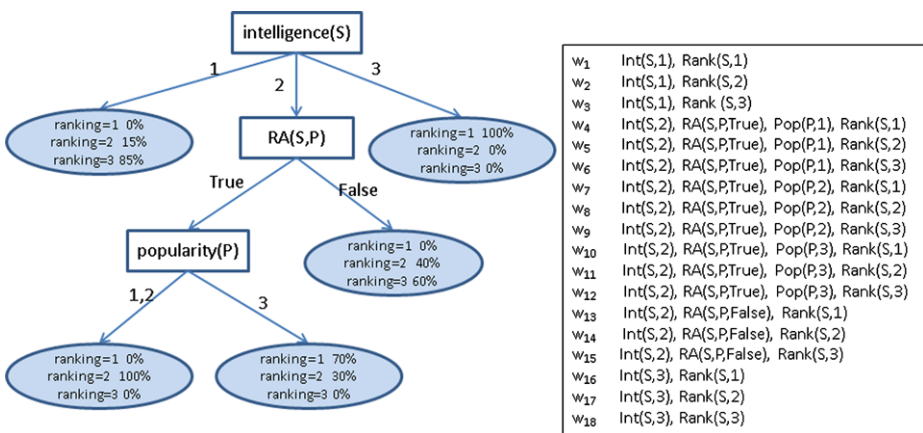 intelligence(S)
1
2
3
ranking=1 0%
ranking=2 15%
ranking=3 85%
RA(S,P)
ranking=1 100%
ranking=2 0%
ranking=3 0%
True
False
popularity(P)
ranking=1 0%
ranking=2 40%
ranking=3 60%
1,2
3
ranking=1 0%
ranking=2 100%
ranking=3 0%
ranking=1 70%
ranking=2 30%
ranking=3 0%
w1 Int(S,1), Rank(S,1)
w2 Int(S,1), Rank(S,2)
w3 Int(S,1), Rank (S,3)
w4 Int(S,2), RA(S,P,True), Pop(P,1), Rank(S,1)
w5 Int(S,2), RA(S,P,True), Pop(P,1), Rank(S,2)
w6 Int(S,2), RA(S,P,True), Pop(P,1), Rank(S,3)
w7 Int(S,2), RA(S,P,True), Pop(P,2), Rank(S,1)
w8 Int(S,2), RA(S,P,True), Pop(P,2), Rank(S,2)
w9 Int(S,2), RA(S,P,True), Pop(P,2), Rank(S,3)
w10 Int(S,2), RA(S,P,True), Pop(P,3), Rank(S,1)
w11 Int(S,2), RA(S,P,True), Pop(P,3), Rank(S,2)
w12 Int(S,2), RA(S,P,True), Pop(P,3), Rank(S,3)
w13 Int(S,2), RA(S,P,False), Rank(S,1)
w14 Int(S,2), RA(S,P,False), Rank(S,2)
w15 Int(S,2), RA(S,P,False), Rank(S,3)
w16 Int(S,3), Rank(S,1)
w17 Int(S,3), Rank(S,2)
w18 Int(S,3), Rank(S,3)